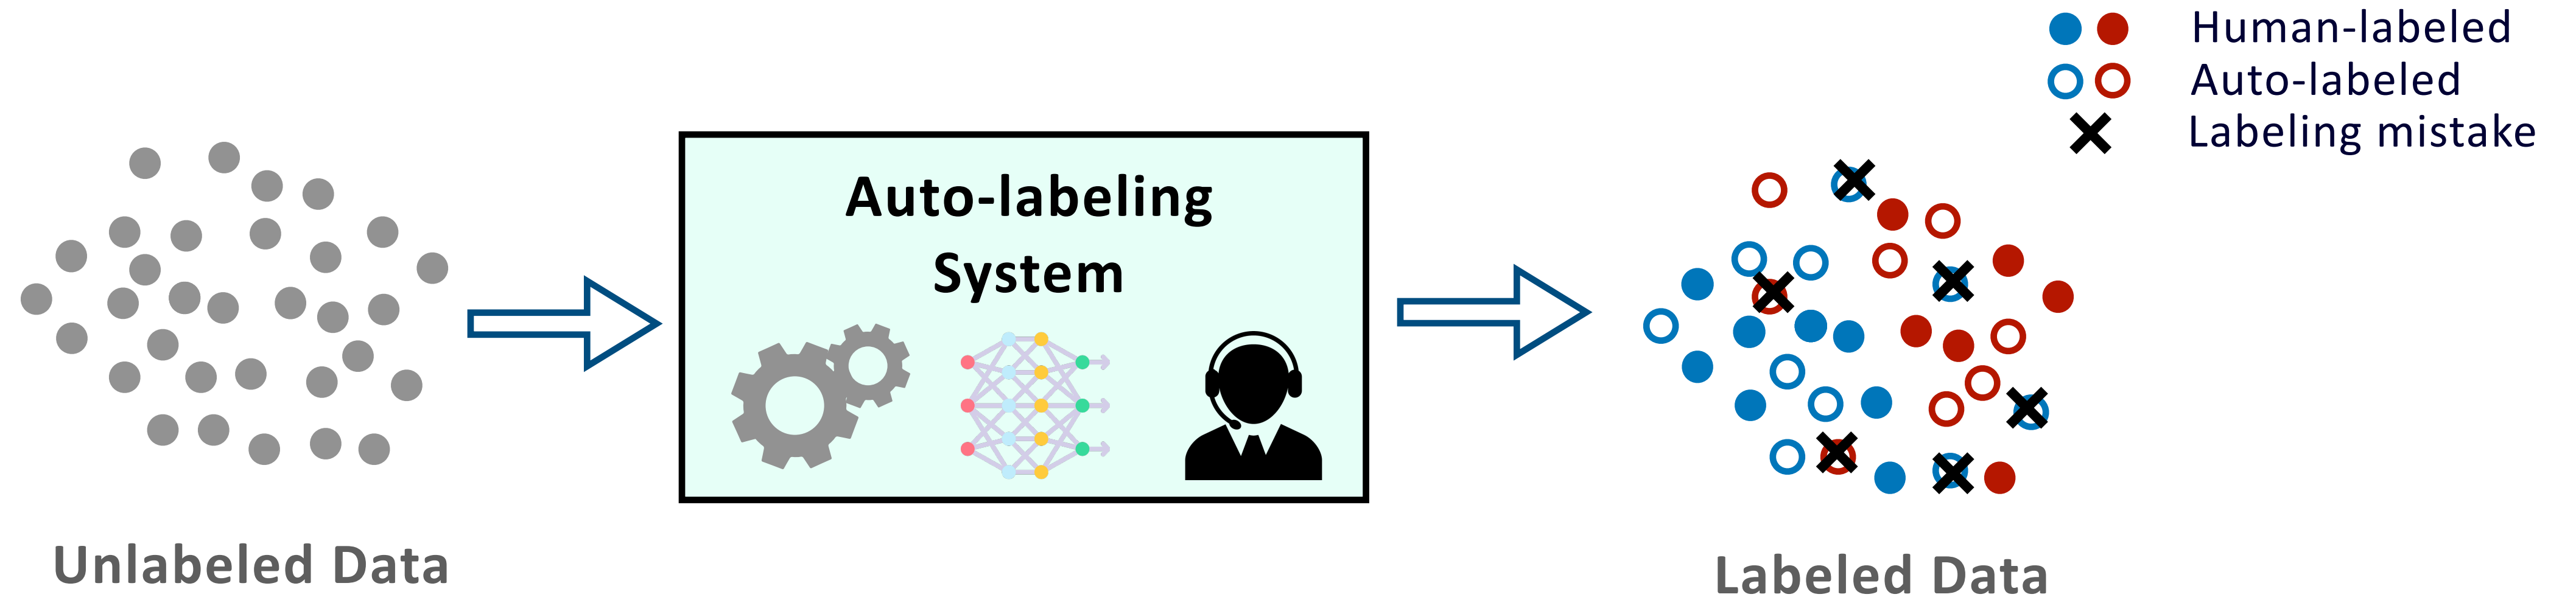 Human-labeled
Auto-labeled
Labeling mistake
Auto-labeling
System
Unlabeled Data
Labeled Data